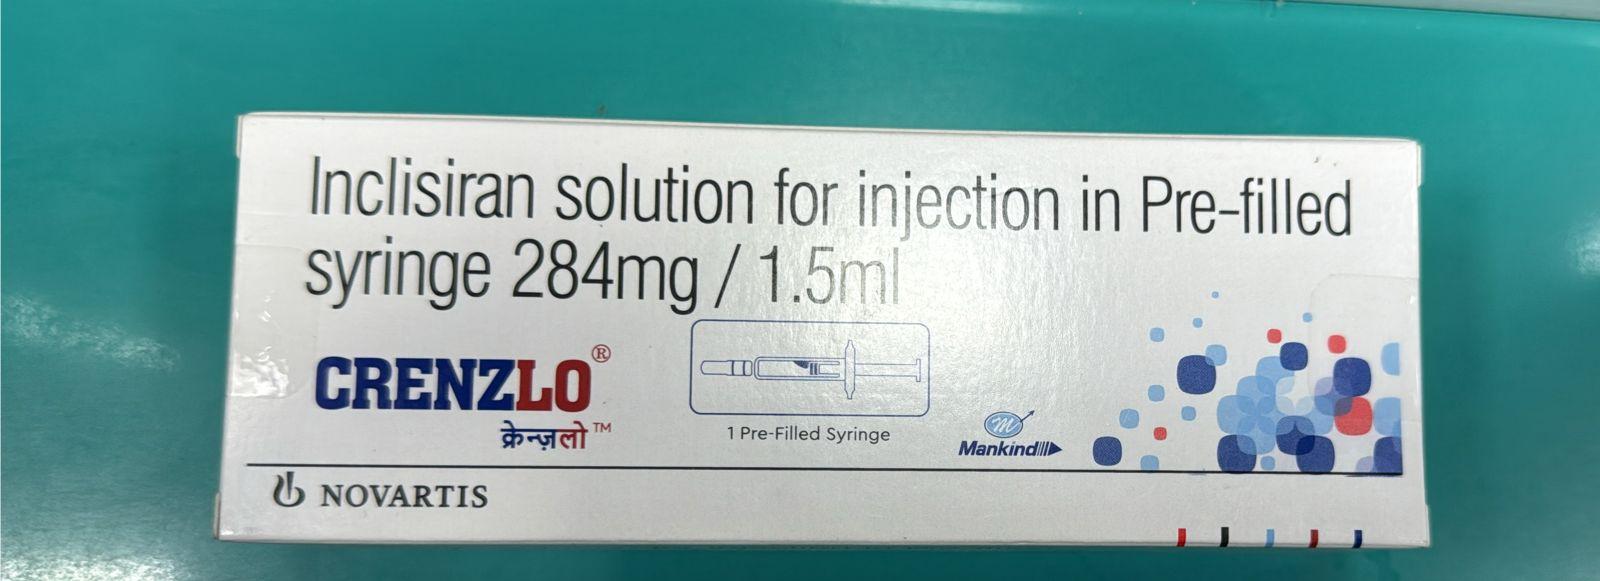 Inclisiran solution for injection in Pre-filled
syringe 284mg / 1.5ml
CRENZLO®
क्रेन्ज़लो™
1 Pre-Filled Syringe
Mankind
NOVARTIS